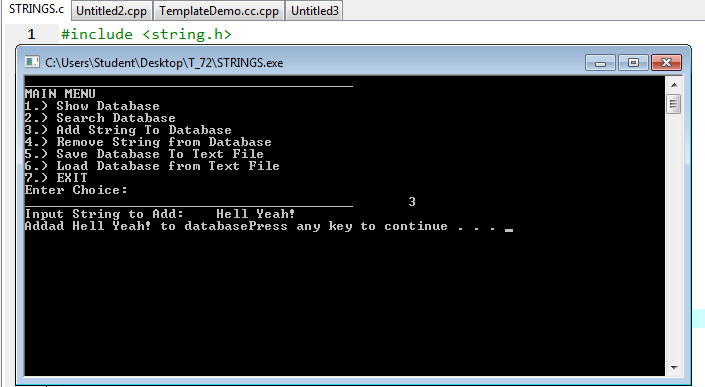 STRINGS.c Untitled2.cpp TemplateDemo.cc.cpp Untitled3
1 #include <string.h>
C:\Users\Student\Desktop\T_72\STRINGS.exe
MAIN MENU
1.) Show Database
2.) Search Database
3.) Add String To Database
4.) Remove String from Database
5.) Save Database To Text File
6.) Load Database from Text File
7.) EXIT
Enter Choice:
3
Input String to Add: Hell Yeah!
Addad Hell Yeah! to databasePress any key to continue . . . _